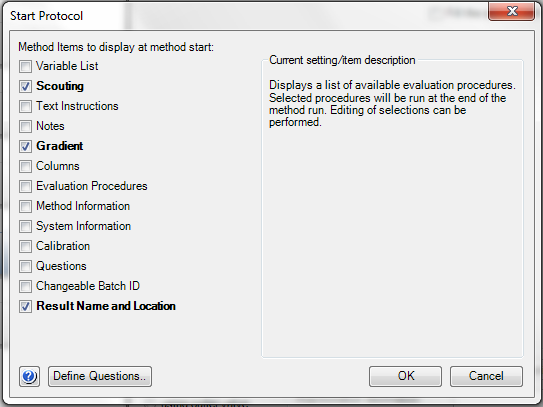 Start Protocol
Method Items to display at method start:
Variable List
Scouting
Text Instructions
Notes
Gradient
Columns
Evaluation Procedures
Method Information
System Information
Calibration
Questions
Changeable Batch ID
Result Name and Location
Current setting/item description
Displays a list of available evaluation procedures.
Selected procedures will be run at the end of the
method run. Editing of selections can be
performed.
Define Questions..
OK
Cancel